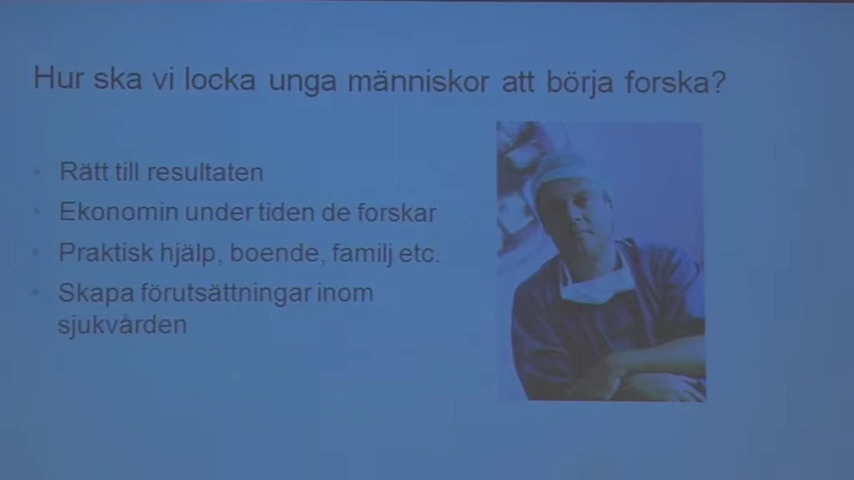 Hur ska vi locka unga människor att börja forska?
Rätt till resultaten
Ekonomin under tiden de forskar
Praktisk hjälp, boende, familj etc.
Skapa förutsättningar inom
sjukvården